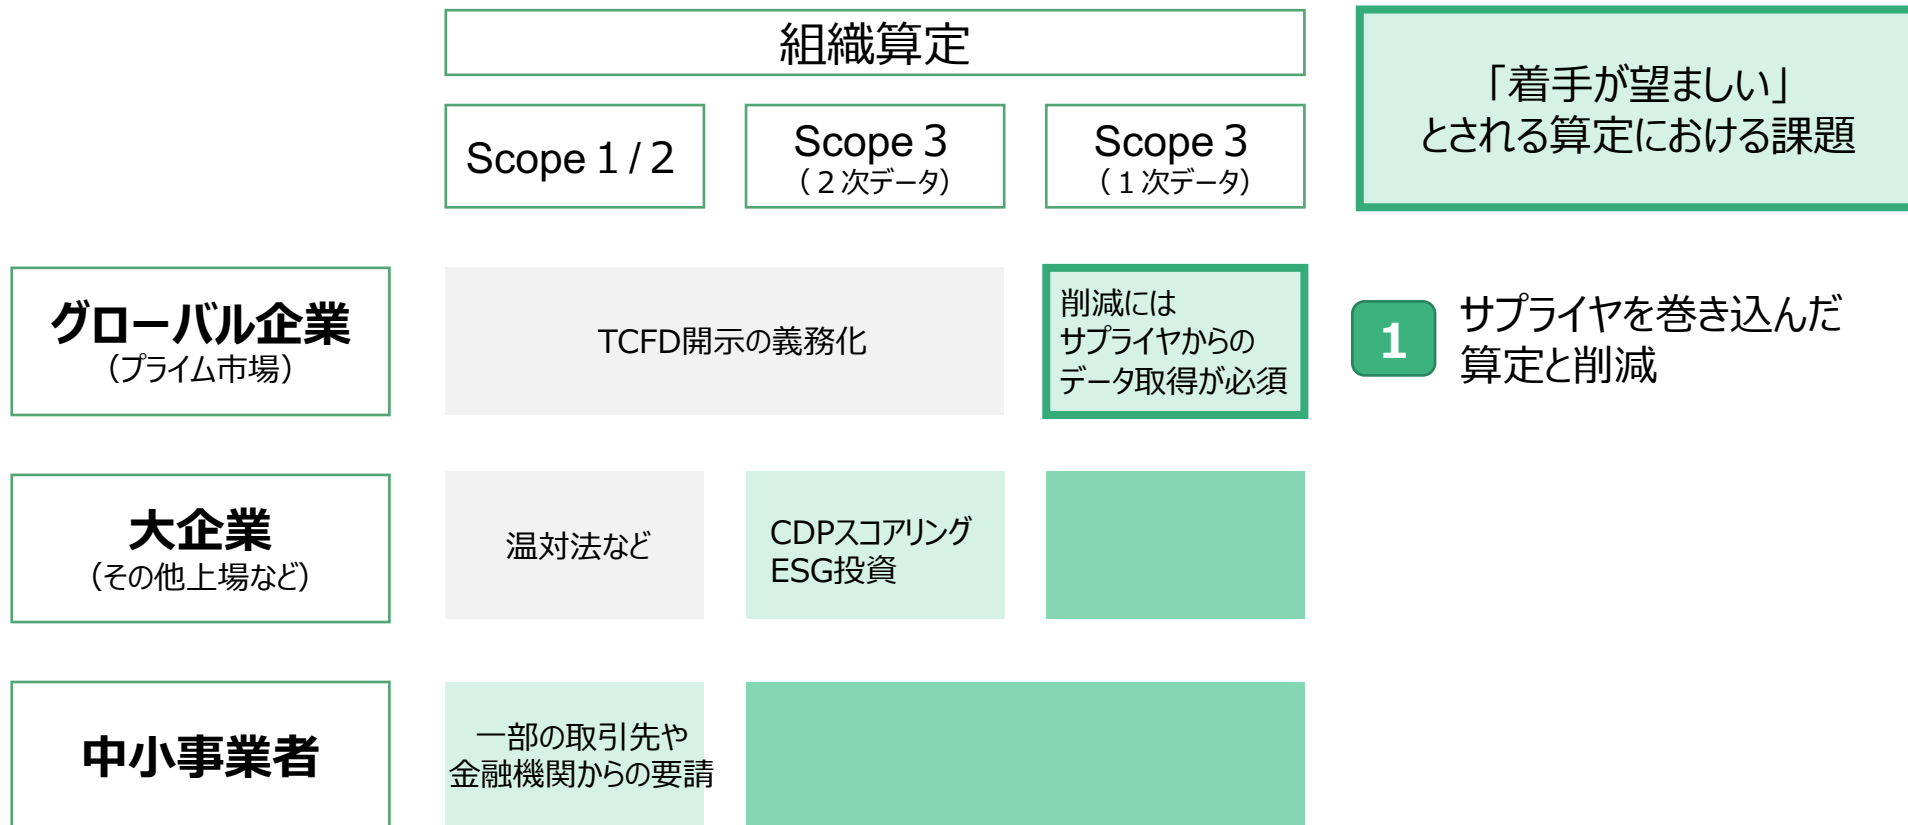 組織算定
「着手が望ましい」
とされる算定における課題
Scope 1 / 2
Scope 3
（２次データ）
Scope 3
（１次データ）
グローバル企業
（プライム市場）
TCFD開示の義務化
削減には
サプライヤからの
データ取得が必須
1
サプライヤを巻き込んだ
算定と削減
大企業
（その他上場など）
温対法など
CDPスコアリング
ESG投資
中小事業者
一部の取引先や
金融機関からの要請